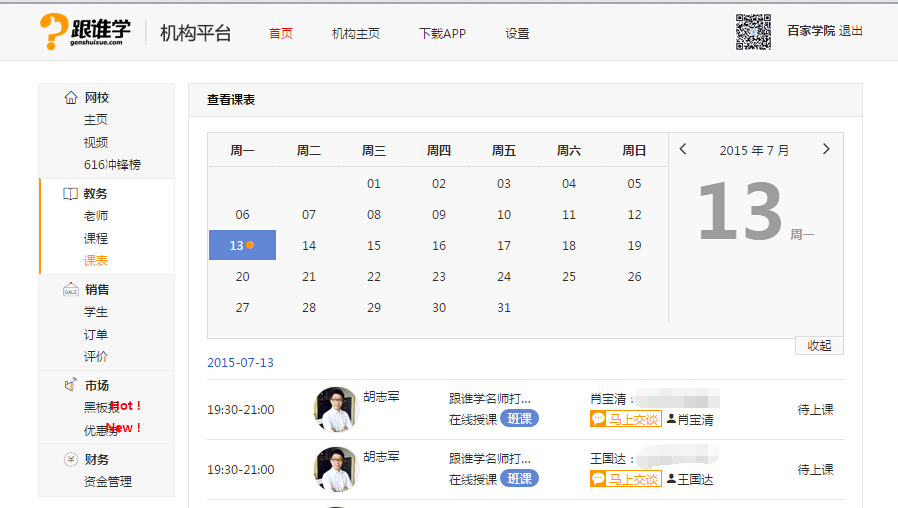 跟谁学
genshuixue.com
机构平台
首页 机构主页 下载APP 设置
百家学院 退出
网校
主页
视频
616冲锋榜
教务
老师
课程
课表
SALE 销售
学生
订单
评价
市场
黑板报 Hot !
优惠券 New !
财务
资金管理
查看课表
周一 周二 周三 周四 周五 周六 周日
01 02 03 04 05
06 07 08 09 10 11 12
13 14 15 16 17 18 19
20 21 22 23 24 25 26
27 28 29 30 31
2015 年 7 月
13 周一
收起
2015-07-13
19:30-21:00
胡志军
跟谁学名师打...
在线授课 班课
肖宝清：
马上交谈 肖宝清
待上课
19:30-21:00
胡志军
跟谁学名师打...
在线授课 班课
王国达：
马上交谈 王国达
待上课